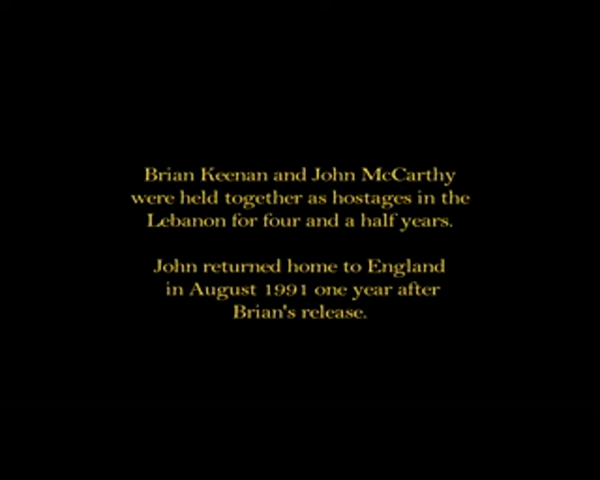 Brian Keenan and John McCarthy
were held together as hostages in the
Lebanon for four and a half years.
John returned home to England
in August 1991 one year after
Brian's release.